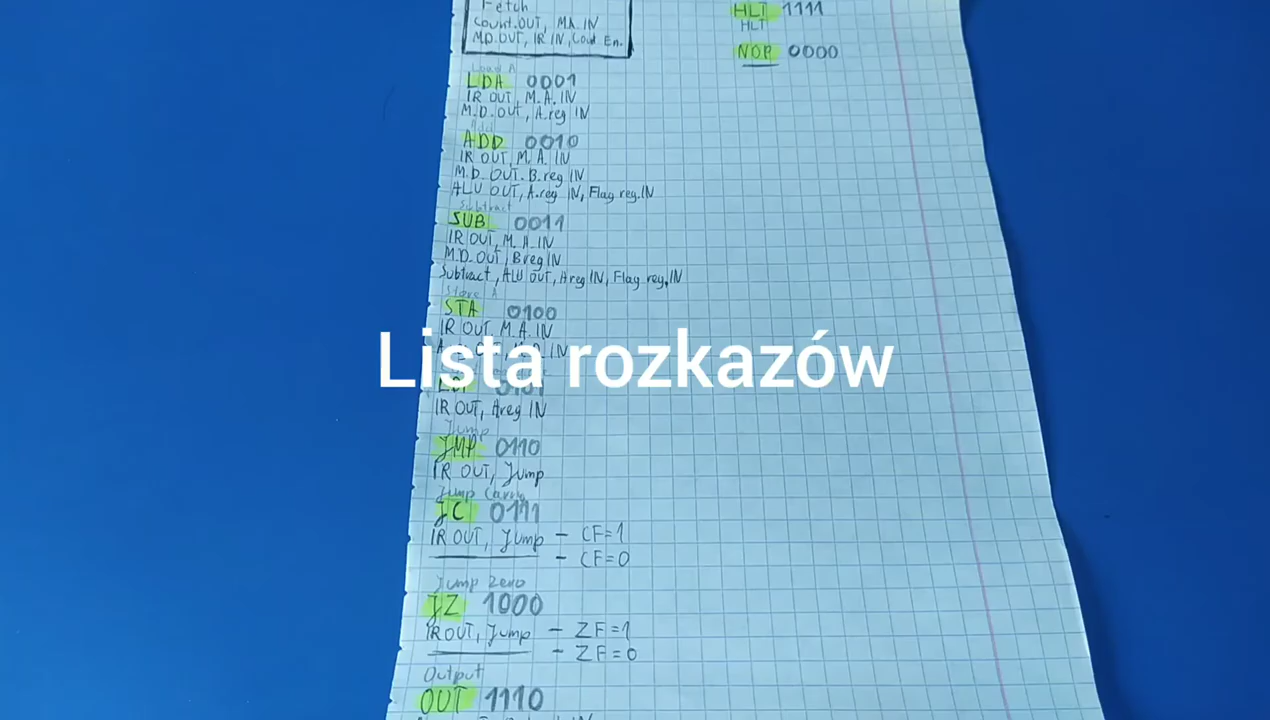 Fetch
Count.OUT, M.A. IN
M.D. OUT, IR IN, Count En.
Load A
LDA 0001
IR OUT, M.A. IN
M.D. OUT, A.reg IN
Add
ADD 0010
IR OUT, M.A. IN
M.D. OUT. B.reg IN
ALU OUT, A.reg IN, Flag reg.IN
Subtract
SUB 0011
IR OUT, M.A. IN
M.D. OUT, B reg IN
Subtract, ALU OUT, A reg IN, Flag reg.IN
Store A
STA 0100
IR OUT. M.A. IN
IN
Lista rozkazów
0101
IR OUT, A reg IN
Jump
JMP 0110
IR OUT, Jump
Jump Carry
JC 0111
IR OUT, Jump – CF=1
– CF=0
Jump Zero
JZ 1000
IR OUT, Jump – ZF=1
– ZF=0
Output
OUT 1110
HLT 1111
HLT
NOP 0000